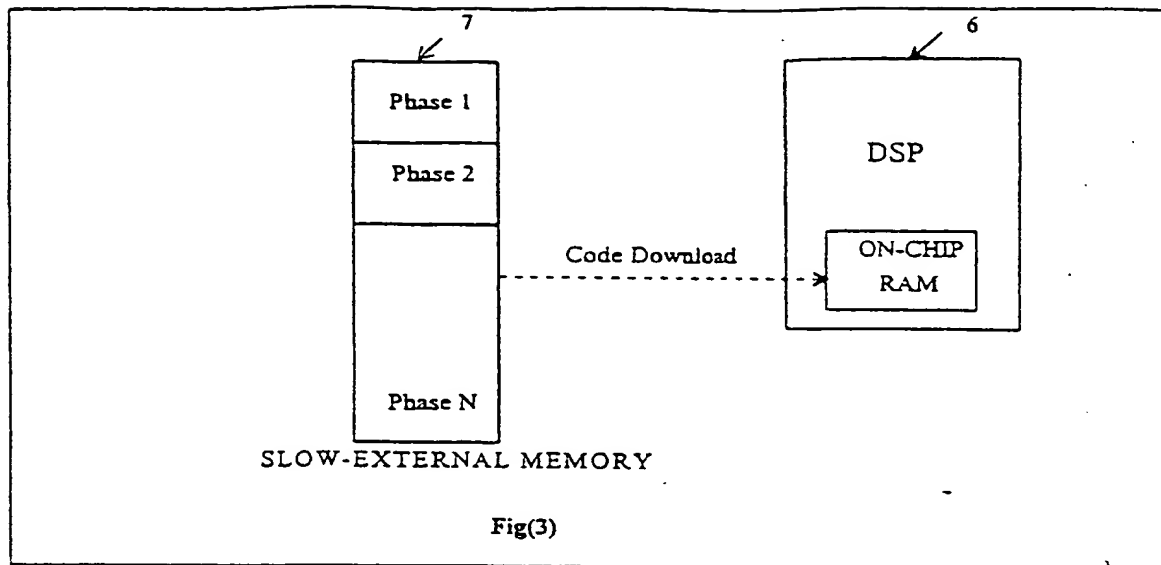 7
6
Phase 1
Phase 2
DSP
Code Download
ON-CHIP
RAM
Phase N
SLOW-EXTERNAL MEMORY
Fig(3)